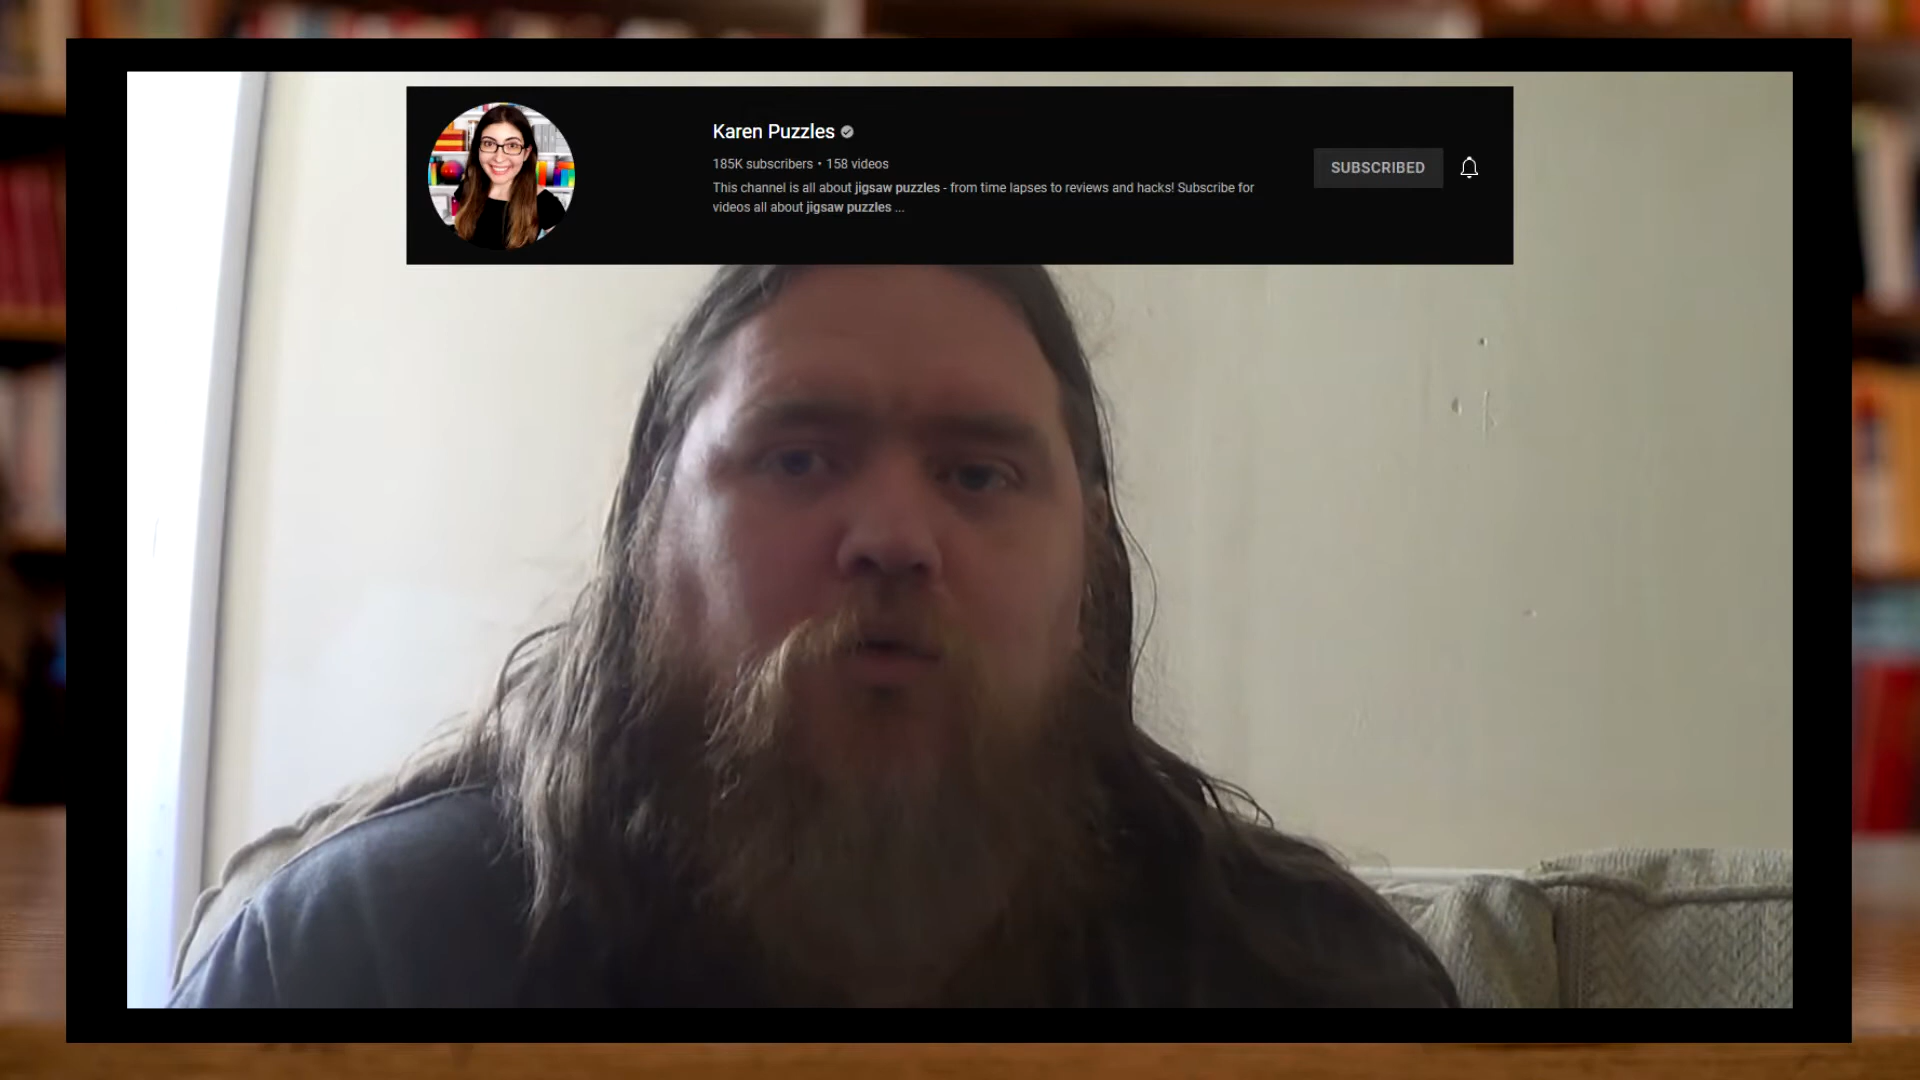 Karen Puzzles
185K subscribers • 158 videos
SUBSCRIBED
This channel is all about jigsaw puzzles - from time lapses to reviews and hacks! Subscribe for
videos all about jigsaw puzzles ...